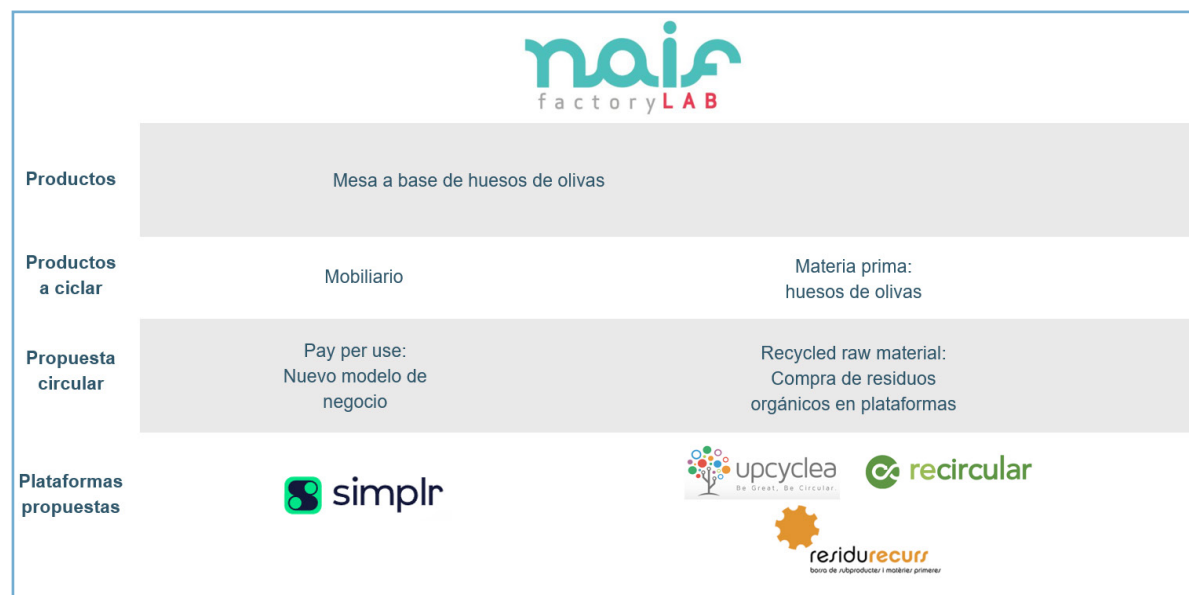 naif
factoryLAB
Productos
Mesa a base de huesos de olivas
Productos
a ciclar
Mobiliario
Materia prima:
huesos de olivas
Propuesta
circular
Pay per use:
Nuevo modelo de
negocio
Recycled raw material:
Compra de residuos
orgánicos en plataformas
Plataformas
propuestas
simplr
upcyclea
Be Great, Be Circular.
recircular
residurecurs
borsa de subproductes i matèries primeres